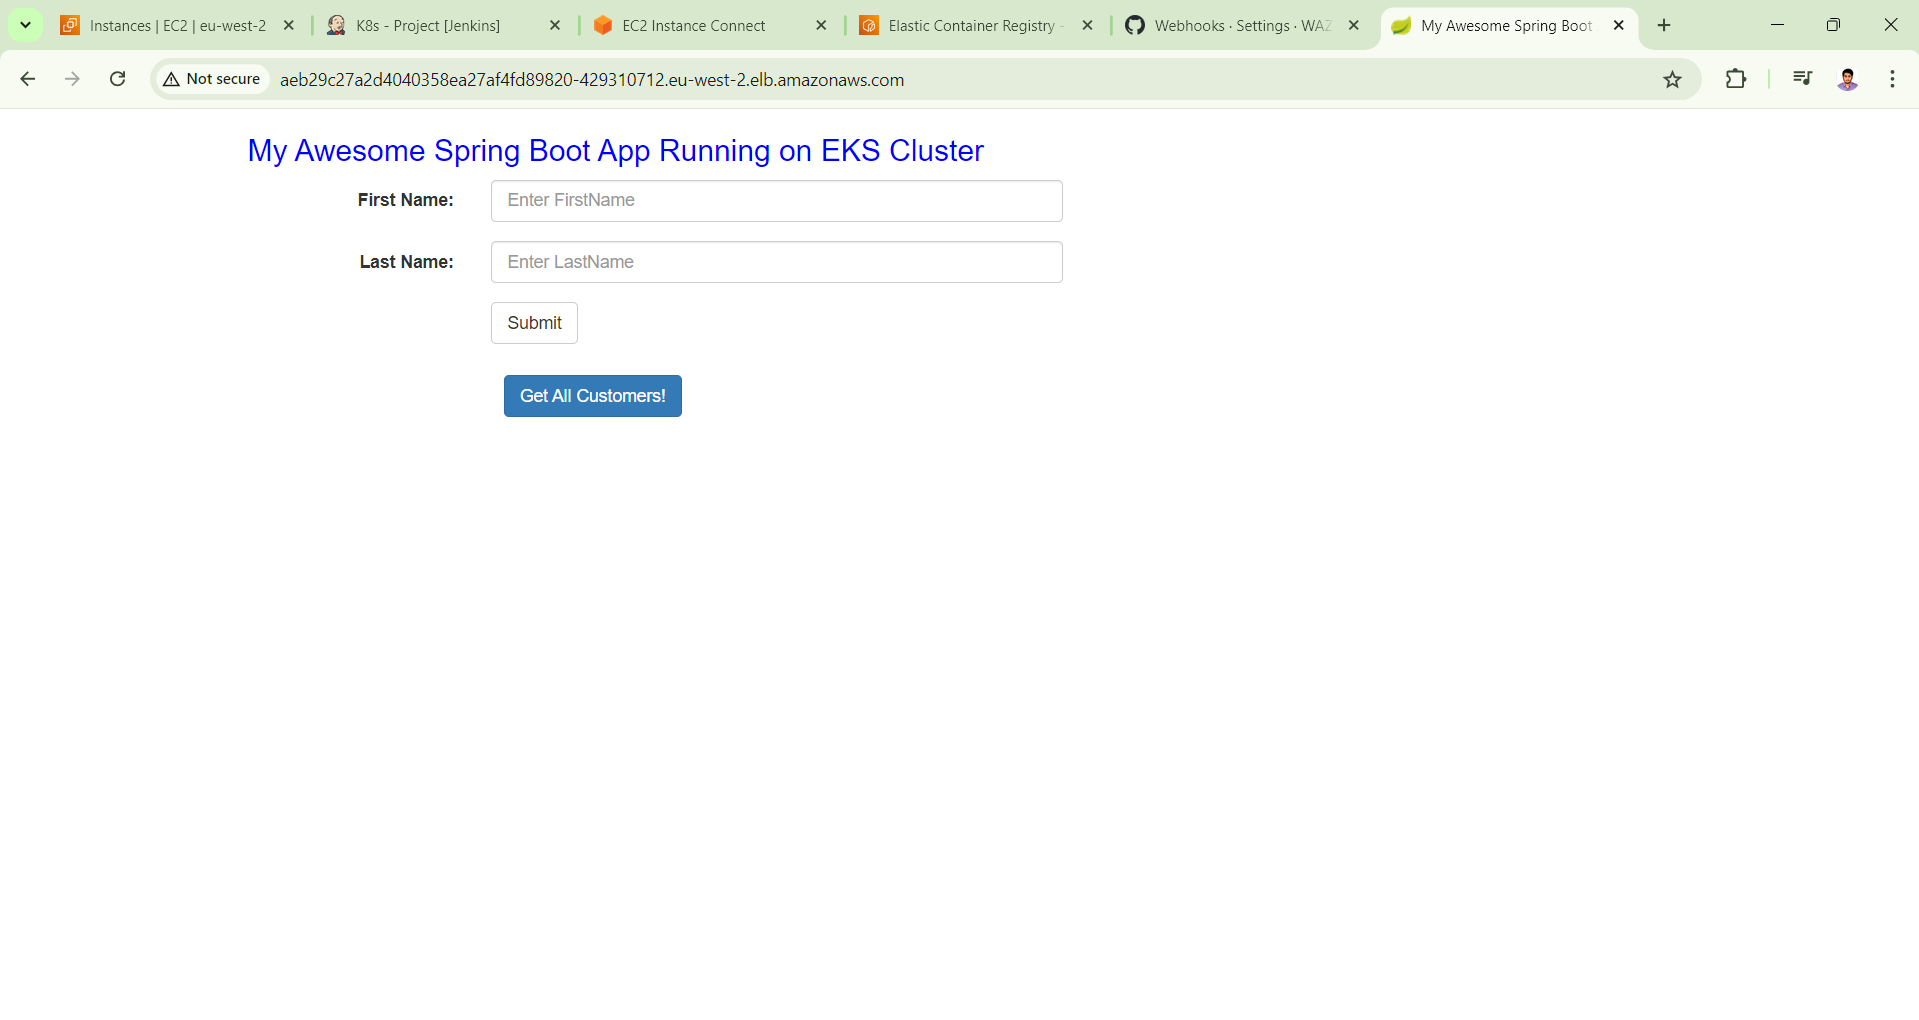 Instances | EC2 | eu-west-2
K8s - Project [Jenkins]
EC2 Instance Connect
Elastic Container Registry -
Webhooks · Settings · WAZ
My Awesome Spring Boot
Not secure
aeb29c27a2d4040358ea27af4fd89820-429310712.eu-west-2.elb.amazonaws.com
My Awesome Spring Boot App Running on EKS Cluster
First Name:
Enter FirstName
Last Name:
Enter LastName
Submit
Get All Customers!